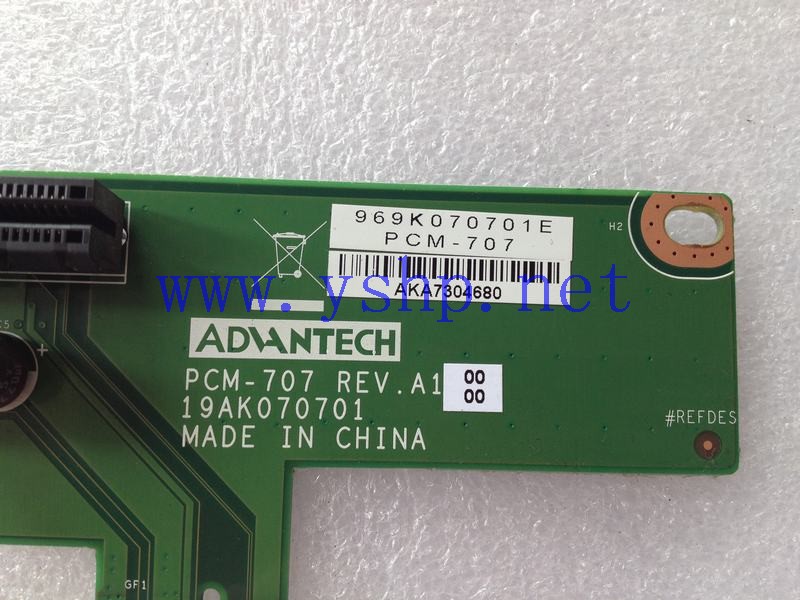 969K070701E
PCM-707
AKA7304680
www.yshp.net
ADVANTECH
PCM-707 REV.A1
00
00
19AK070701
MADE IN CHINA
H2
#REFDES
C5
+
GF1